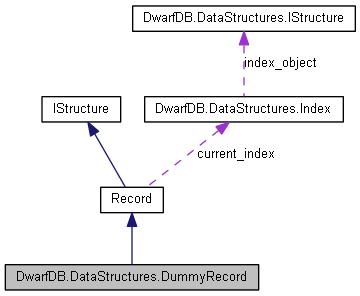 DwarfDB.DataStructures.IStructure
index_object
IStructure
DwarfDB.DataStructures.Index
current_index
Record
DwarfDB.DataStructures.DummyRecord